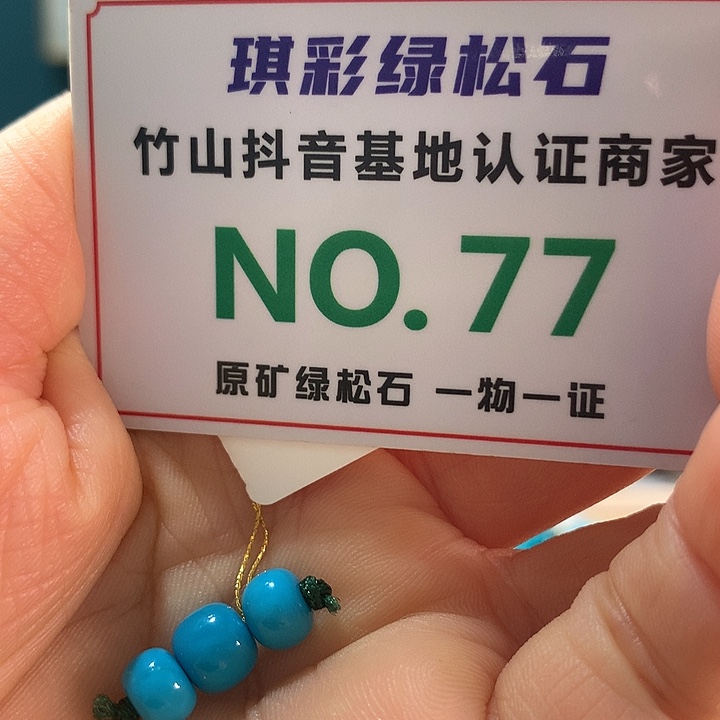 琪彩绿松石
竹山抖音基地认证商家
NO.77
原矿绿松石 一物一证